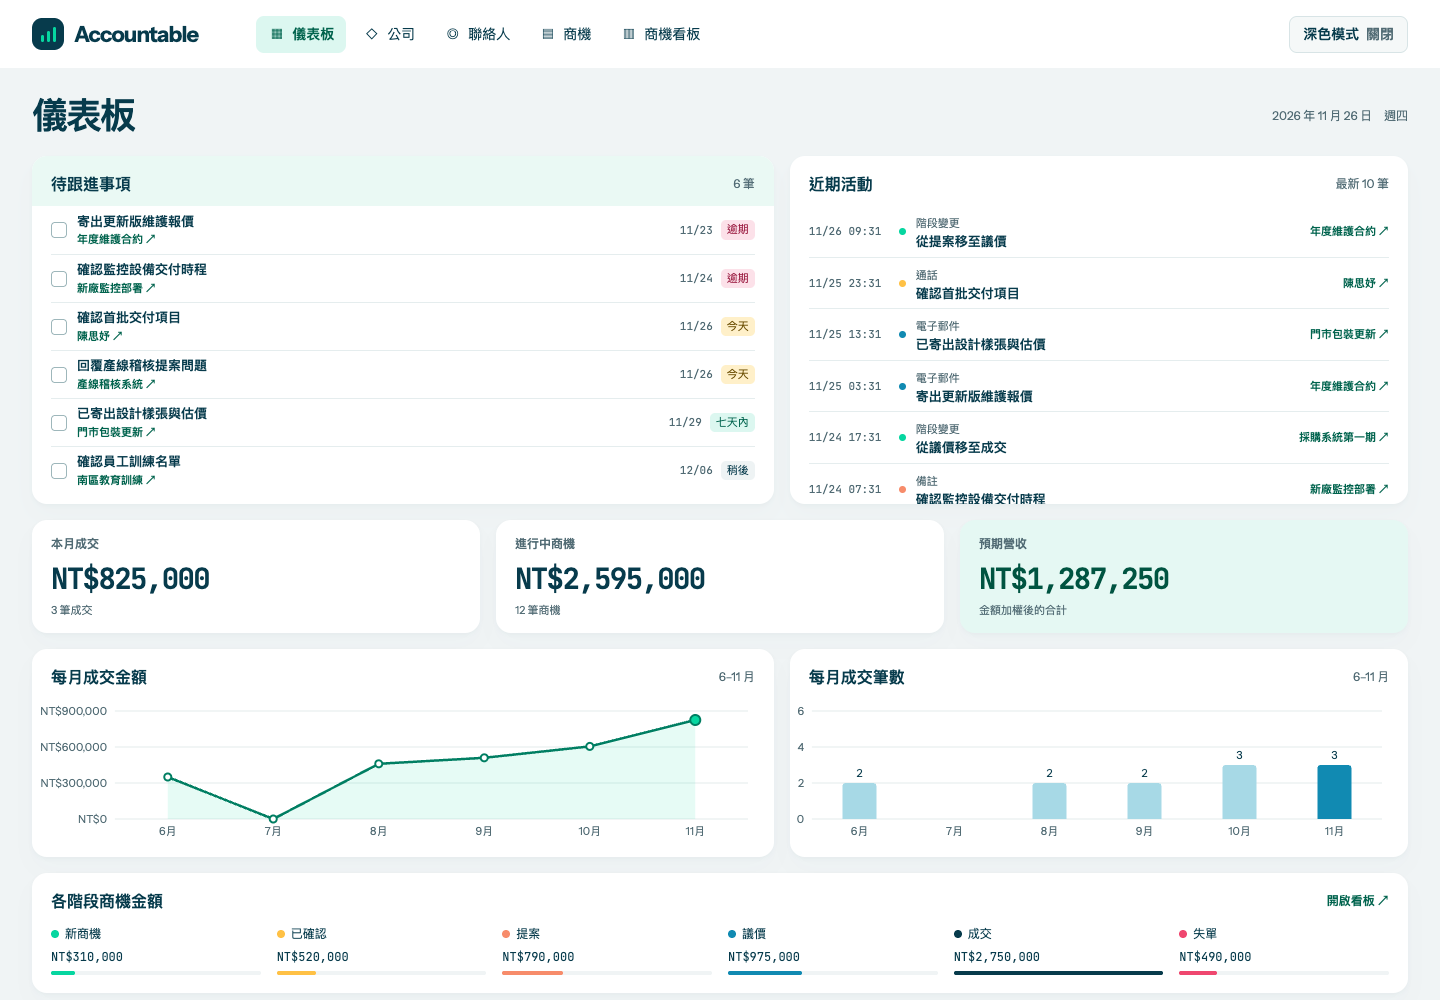 Accountable
儀表板
公司
聯絡人
商機
商機看板
深色模式 關閉
儀表板
2026 年 11 月 26 日 週四
待跟進事項
6 筆
寄出更新版維護報價
年度維護合約 ↗
11/23 逾期
確認監控設備交付時程
新廠監控部署 ↗
11/24 逾期
確認首批交付項目
陳思妤 ↗
11/26 今天
回覆產線稽核提案問題
產線稽核系統 ↗
11/26 今天
已寄出設計樣張與估價
門市包裝更新 ↗
11/29 七天內
確認員工訓練名單
南區教育訓練 ↗
12/06 稍後
近期活動
最新 10 筆
11/26 09:31
階段變更
從提案移至議價
年度維護合約 ↗
11/25 23:31
通話
確認首批交付項目
陳思妤 ↗
11/25 13:31
電子郵件
已寄出設計樣張與估價
門市包裝更新 ↗
11/25 03:31
電子郵件
寄出更新版維護報價
年度維護合約 ↗
11/24 17:31
階段變更
從議價移至成交
採購系統第一期 ↗
11/24 07:31
備註
確認監控設備交付時程
新廠監控部署 ↗
本月成交
NT$825,000
3 筆成交
進行中商機
NT$2,595,000
12 筆商機
預期營收
NT$1,287,250
金額加權後的合計
每月成交金額
6–11 月
NT$900,000
NT$600,000
NT$300,000
NT$0
6月 7月 8月 9月 10月 11月
每月成交筆數
6–11 月
6
4
2
0
2 2 2 3 3
6月 7月 8月 9月 10月 11月
各階段商機金額
開啟看板 ↗
新商機
NT$310,000
已確認
NT$520,000
提案
NT$790,000
議價
NT$975,000
成交
NT$2,750,000
失單
NT$490,000